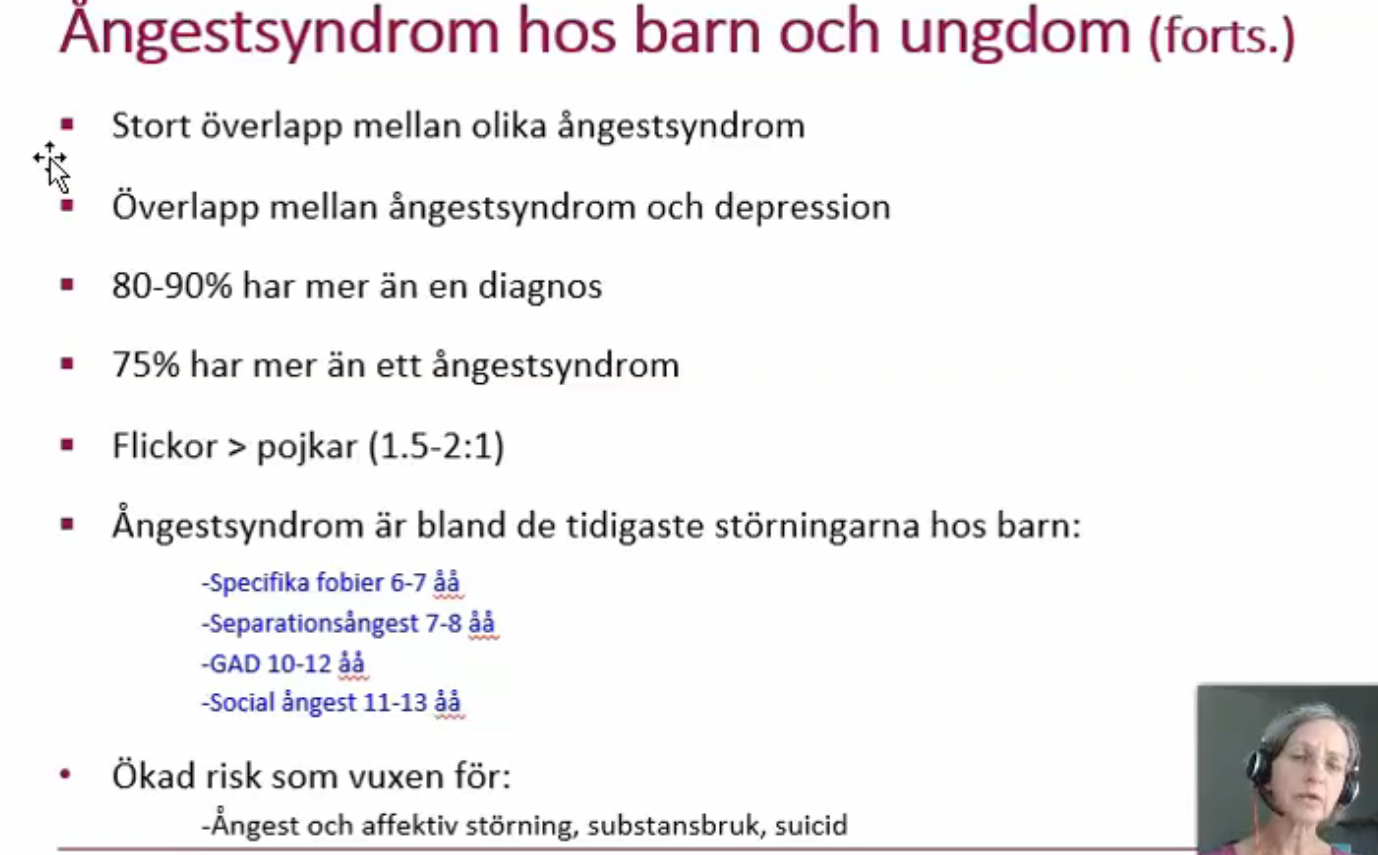 Ångestsyndrom hos barn och ungdom (forts.)
▪ Stort överlapp mellan olika ångestsyndrom
▪ Överlapp mellan ångestsyndrom och depression
▪ 80-90% har mer än en diagnos
▪ 75% har mer än ett ångestsyndrom
▪ Flickor > pojkar (1.5-2:1)
▪ Ångestsyndrom är bland de tidigaste störningarna hos barn:
-Specifika fobier 6-7 åå
-Separationsångest 7-8 åå
-GAD 10-12 åå
-Social ångest 11-13 åå
• Ökad risk som vuxen för:
-Ångest och affektiv störning, substansbruk, suicid